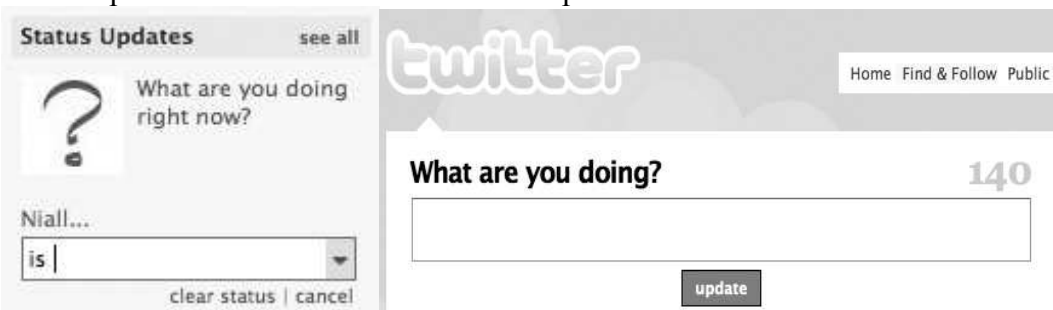 Status Updates see all
What are you doing
right now?
Niall...
is
clear status | cancel
twitter
Home Find & Follow Public
What are you doing? 140
update